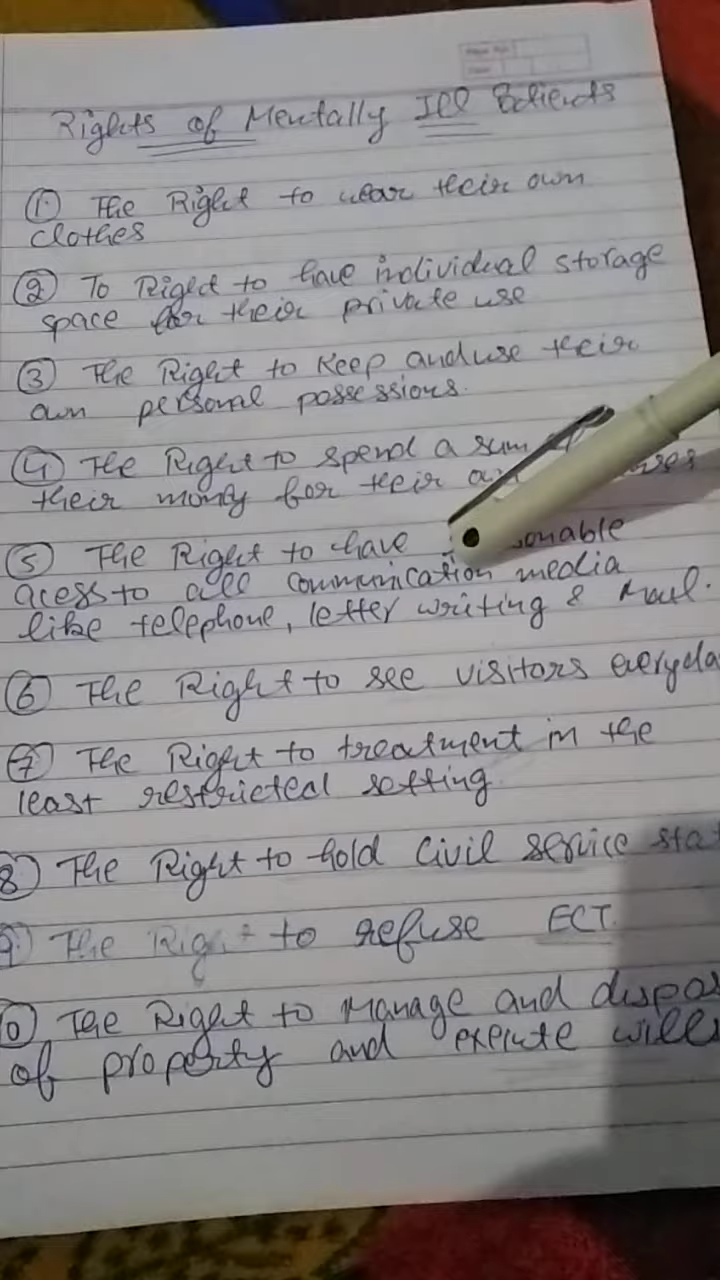 Rights of Mentally Ill Patients
① The Right to wear their own
clothes
② To Right to have individual storage
space for their private use
③ The Right to Keep and use their
own personal possessions.
④ The Right to spend a sum
their money for their
⑤ The Right to have
acess to all communication media
like telephone, letter writing & Mail.
⑥ The Right to see visitors
⑦ The Right to treatment in the
least restricted setting
8 The Right to hold Civil service
9 The Right to refuse ECT.
The Right to Manage and
of property and execute wills